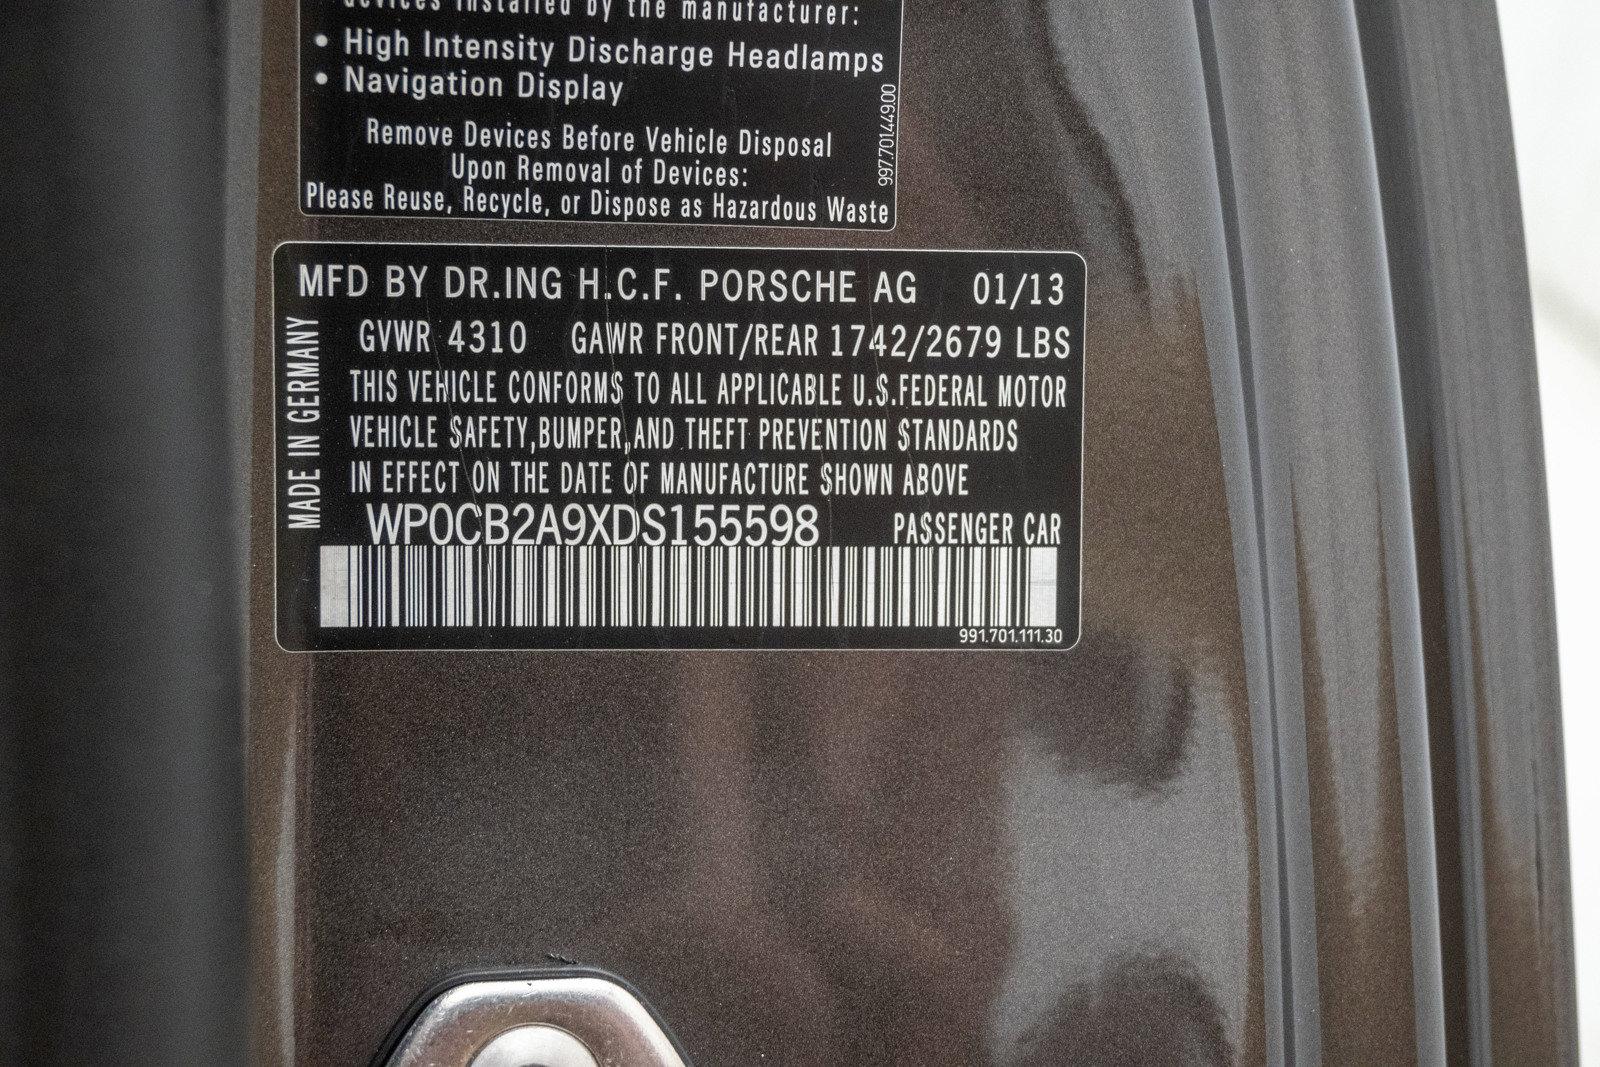 devices installed by the manufacturer:
• High Intensity Discharge Headlamps
• Navigation Display
Remove Devices Before Vehicle Disposal
Upon Removal of Devices:
Please Reuse, Recycle, or Dispose as Hazardous Waste
997.701.449.00
MFD BY DR.ING H.C.F. PORSCHE AG 01/13
GVWR 4310 GAWR FRONT/REAR 1742/2679 LBS
THIS VEHICLE CONFORMS TO ALL APPLICABLE U.S.FEDERAL MOTOR
VEHICLE SAFETY,BUMPER,AND THEFT PREVENTION STANDARDS
IN EFFECT ON THE DATE OF MANUFACTURE SHOWN ABOVE
WP0CB2A9XDS155598 PASSENGER CAR
MADE IN GERMANY
991.701.111.30